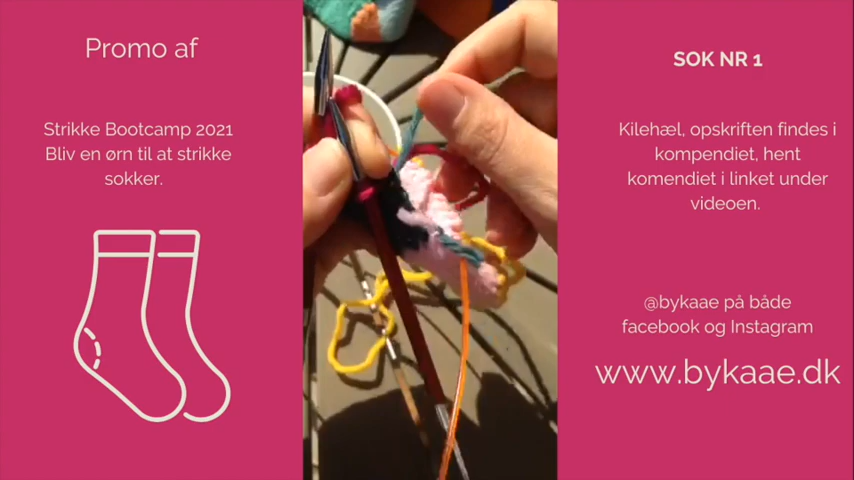 Promo af
Strikke Bootcamp 2021
Bliv en ørn til at strikke
sokker.
SOK NR 1
Kilehæl, opskriften findes i
kompendiet, hent
komendiet i linket under
videoen.
@bykaae på både
facebook og Instagram
www.bykaae.dk